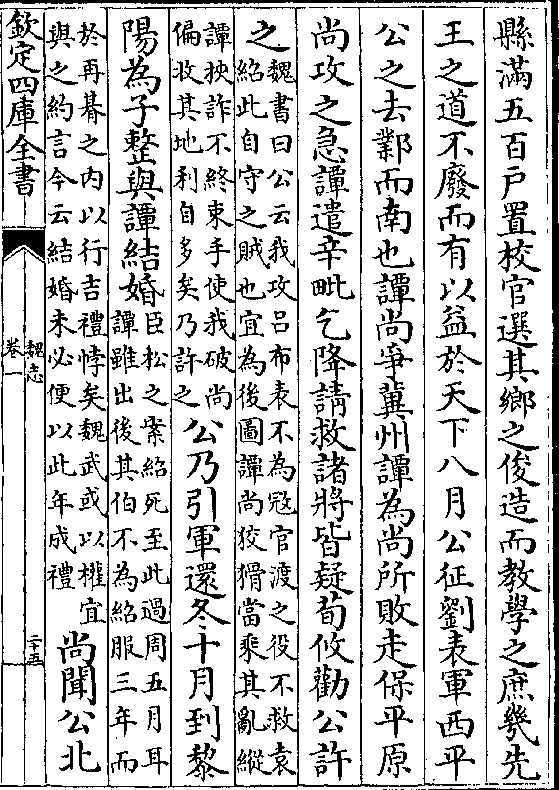 縣滿五百戶置校官選其鄉之俊造而教學之庶幾先
王之道不廢而有以益於天下八月公征劉表軍西平
公之去鄴而南也譚尚爭冀州譚為尚所敗走保平原
尚攻之急譚遣辛毗乞降請救諸將皆疑荀攸勸公許
之
魏書曰公云我攻呂布表不為冦官渡之役不救袁
紹此自守之賊也宜為後圖譚尚狡猾當乘其亂縱
譚挾詐不終束手使我破尚
偏收其地利自多矣乃許之
公乃引軍還冬十月到黎
陽為子整與譚結婚
臣松之案紹死至此過周五月耳
譚雖出後其伯不為紹服三年而
於再朞之內以行吉禮悖矣魏武或以權宜
與之約言今云結婚未必便以此年成禮
尚聞公北
欽定四庫全書
魏志
卷一
二十五